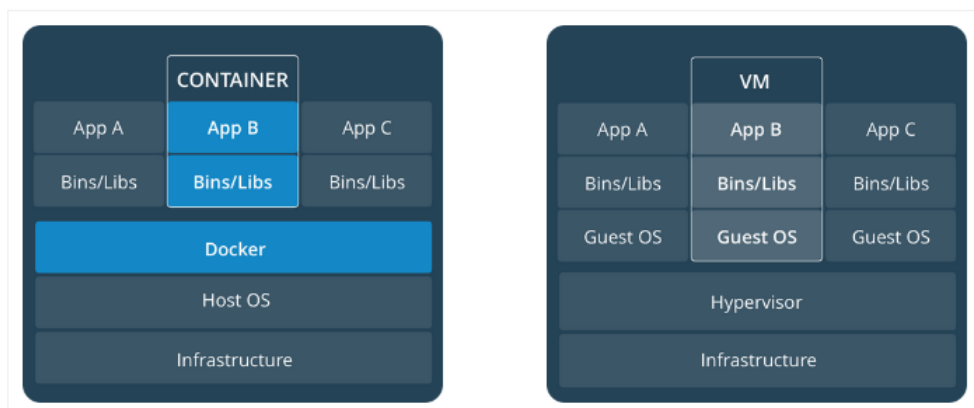 CONTAINER
App A App B App C
Bins/Libs Bins/Libs Bins/Libs
Docker
Host OS
Infrastructure
VM
App A App B App C
Bins/Libs Bins/Libs Bins/Libs
Guest OS Guest OS Guest OS
Hypervisor
Infrastructure